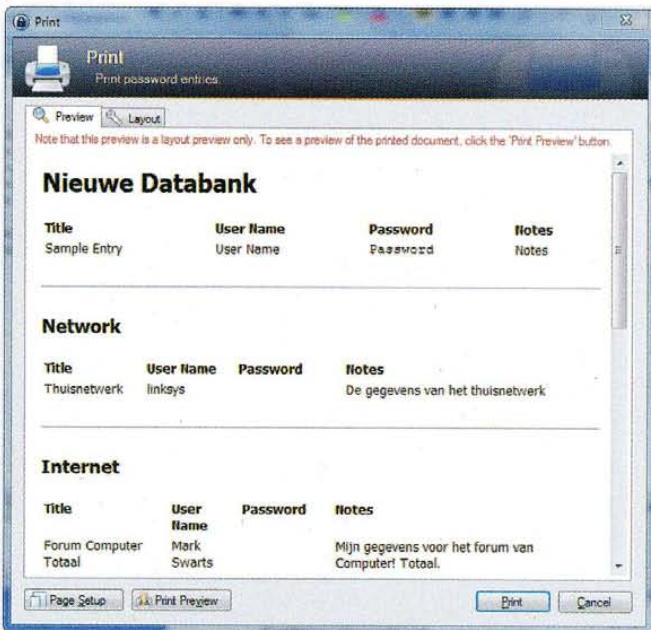 Print
Print
Print password entries.
Preview Layout
Note that this preview is a layout preview only. To see a preview of the printed document, click the 'Print Preview' button.
Nieuwe Databank
Title User Name Password Notes
Sample Entry User Name Password Notes
Network
Title User Name Password Notes
Thuisnetwerk linksys De gegevens van het thuisnetwerk
Internet
Title User Password Notes
Name
Forum Computer Mark Mijn gegevens voor het forum van
Totaal Swarts Computer! Totaal.
Page Setup Print Preview Print Cancel